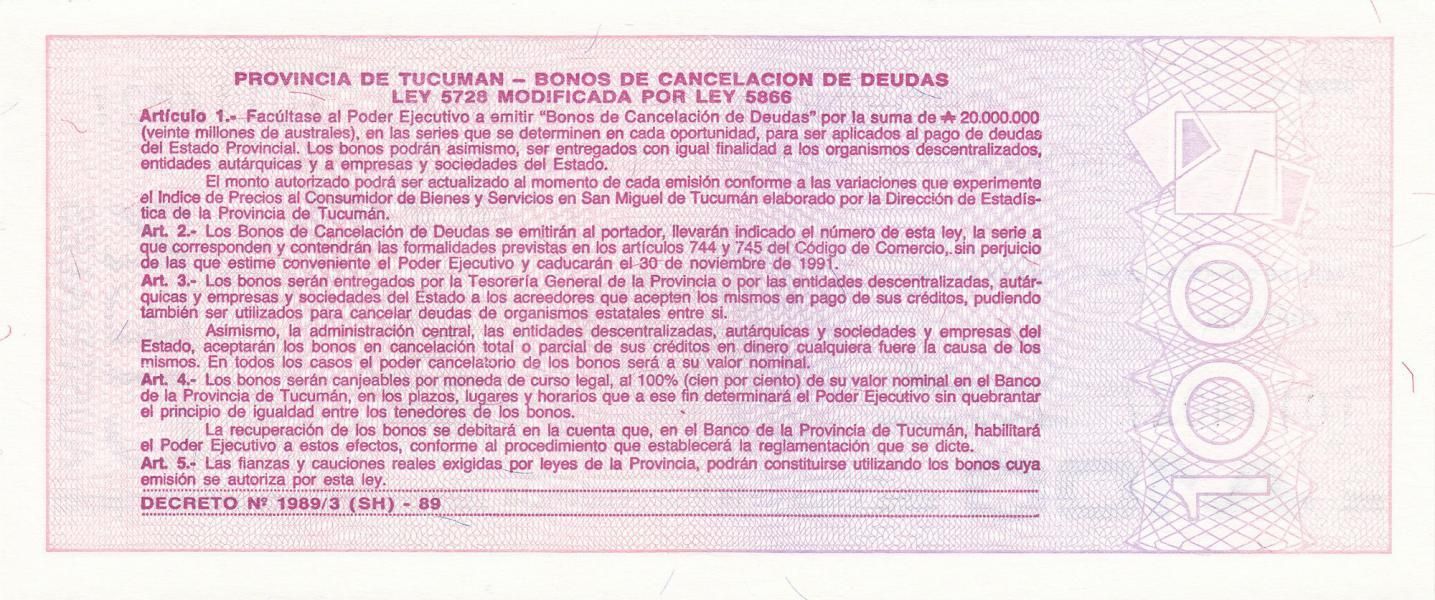 PROVINCIA DE TUCUMAN – BONOS DE CANCELACION DE DEUDAS
LEY 5728 MODIFICADA POR LEY 5866
Artículo 1.- Facúltase al Poder Ejecutivo a emitir “Bonos de Cancelación de Deudas” por la suma de ₳ 20.000.000
(veinte millones de australes), en las series que se determinen en cada oportunidad, para ser aplicados al pago de deudas
del Estado Provincial. Los bonos podrán asimismo, ser entregados con igual finalidad a los organismos descentralizados,
entidades autárquicas y a empresas y sociedades del Estado.
El monto autorizado podrá ser actualizado al momento de cada emisión conforme a las variaciones que experimente
el Indice de Precios al Consumidor de Bienes y Servicios en San Miguel de Tucumán elaborado por la Dirección de Estadís-
tica de la Provincia de Tucumán.
Art. 2.- Los Bonos de Cancelación de Deudas se emitirán al portador, llevarán indicado el número de esta ley, la serie a
que corresponden y contendrán las formalidades previstas en los artículos 744 y 745 del Código de Comercio, sin perjuicio
de las que estime conveniente el Poder Ejecutivo y caducarán el 30 de noviembre de 1991.
Art. 3.- Los bonos serán entregados por la Tesorería General de la Provincia o por las entidades descentralizadas, autár-
quicas y empresas y sociedades del Estado a los acreedores que acepten los mismos en pago de sus créditos, pudiendo
también ser utilizados para cancelar deudas de organismos estatales entre si.
Asimismo, la administración central, las entidades descentralizadas, autárquicas y sociedades y empresas del
Estado, aceptarán los bonos en cancelación total o parcial de sus créditos en dinero cualquiera fuere la causa de los
mismos. En todos los casos el poder cancelatorio de los bonos será a su valor nominal.
Art. 4.- Los bonos serán canjeables por moneda de curso legal, al 100% (cien por ciento) de su valor nominal en el Banco
de la Provincia de Tucumán, en los plazos, lugares y horarios que a ese fin determinará el Poder Ejecutivo sin quebrantar
el principio de igualdad entre los tenedores de los bonos.
La recuperación de los bonos se debitará en la cuenta que, en el Banco de la Provincia de Tucumán, habilitará
el Poder Ejecutivo a estos efectos, conforme al procedimiento que establecerá la reglamentación que se dicte.
Art. 5.- Las fianzas y cauciones reales exigidas por leyes de la Provincia, podrán constituirse utilizando los bonos cuya
emisión se autoriza por esta ley.
DECRETO Nº 1989/3 (SH) - 89
100